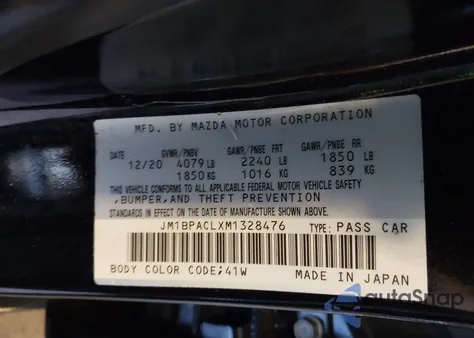 MFD. BY MAZDA MOTOR CORPORATION
GVWR/PNBV GAWR/PNBE FRT GAWR/PNBE RR
12/20 4079 LB 2240 LB 1850 LB
1850 KG 1016 KG 839 KG
THIS VEHICLE CONFORMS TO ALL APPLICABLE FEDERAL MOTOR VEHICLE SAFETY,
BUMPER, AND THEFT PREVENTION
STANDARDS IN EFFECT ON THE DATE OF MANUFACTURE SHOWN ABOVE.
JM1BPACLXM1328476 TYPE: PASS CAR
BODY COLOR CODE;41W MADE IN JAPAN
autoSnap